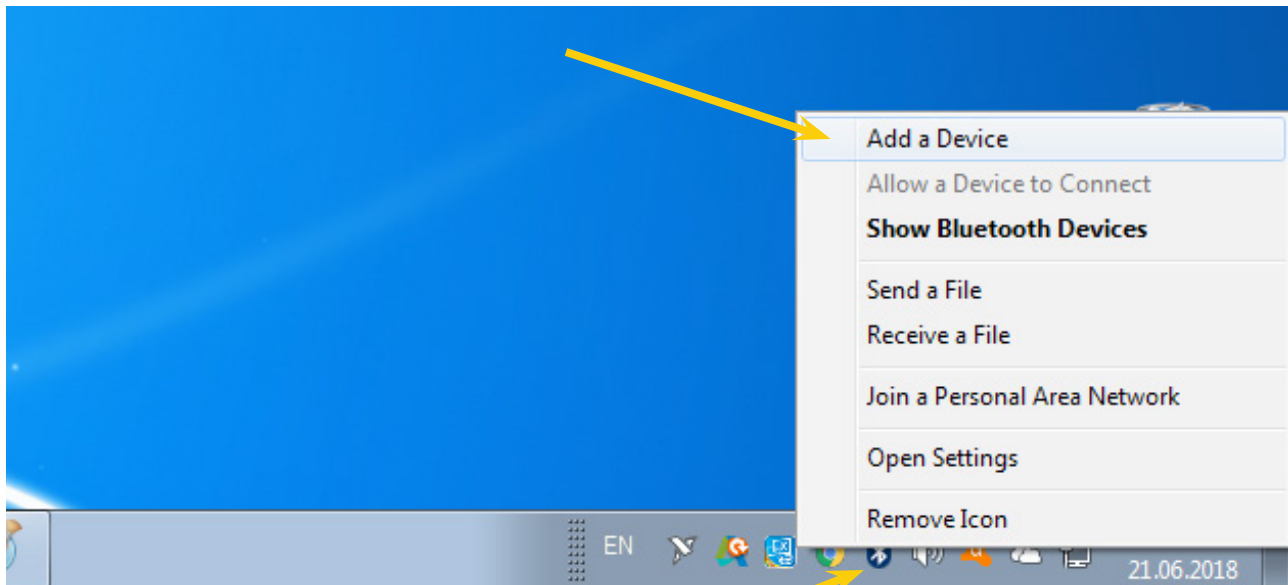 Add a Device
Allow a Device to Connect
Show Bluetooth Devices
Send a File
Receive a File
Join a Personal Area Network
Open Settings
Remove Icon
EN
21.06.2018